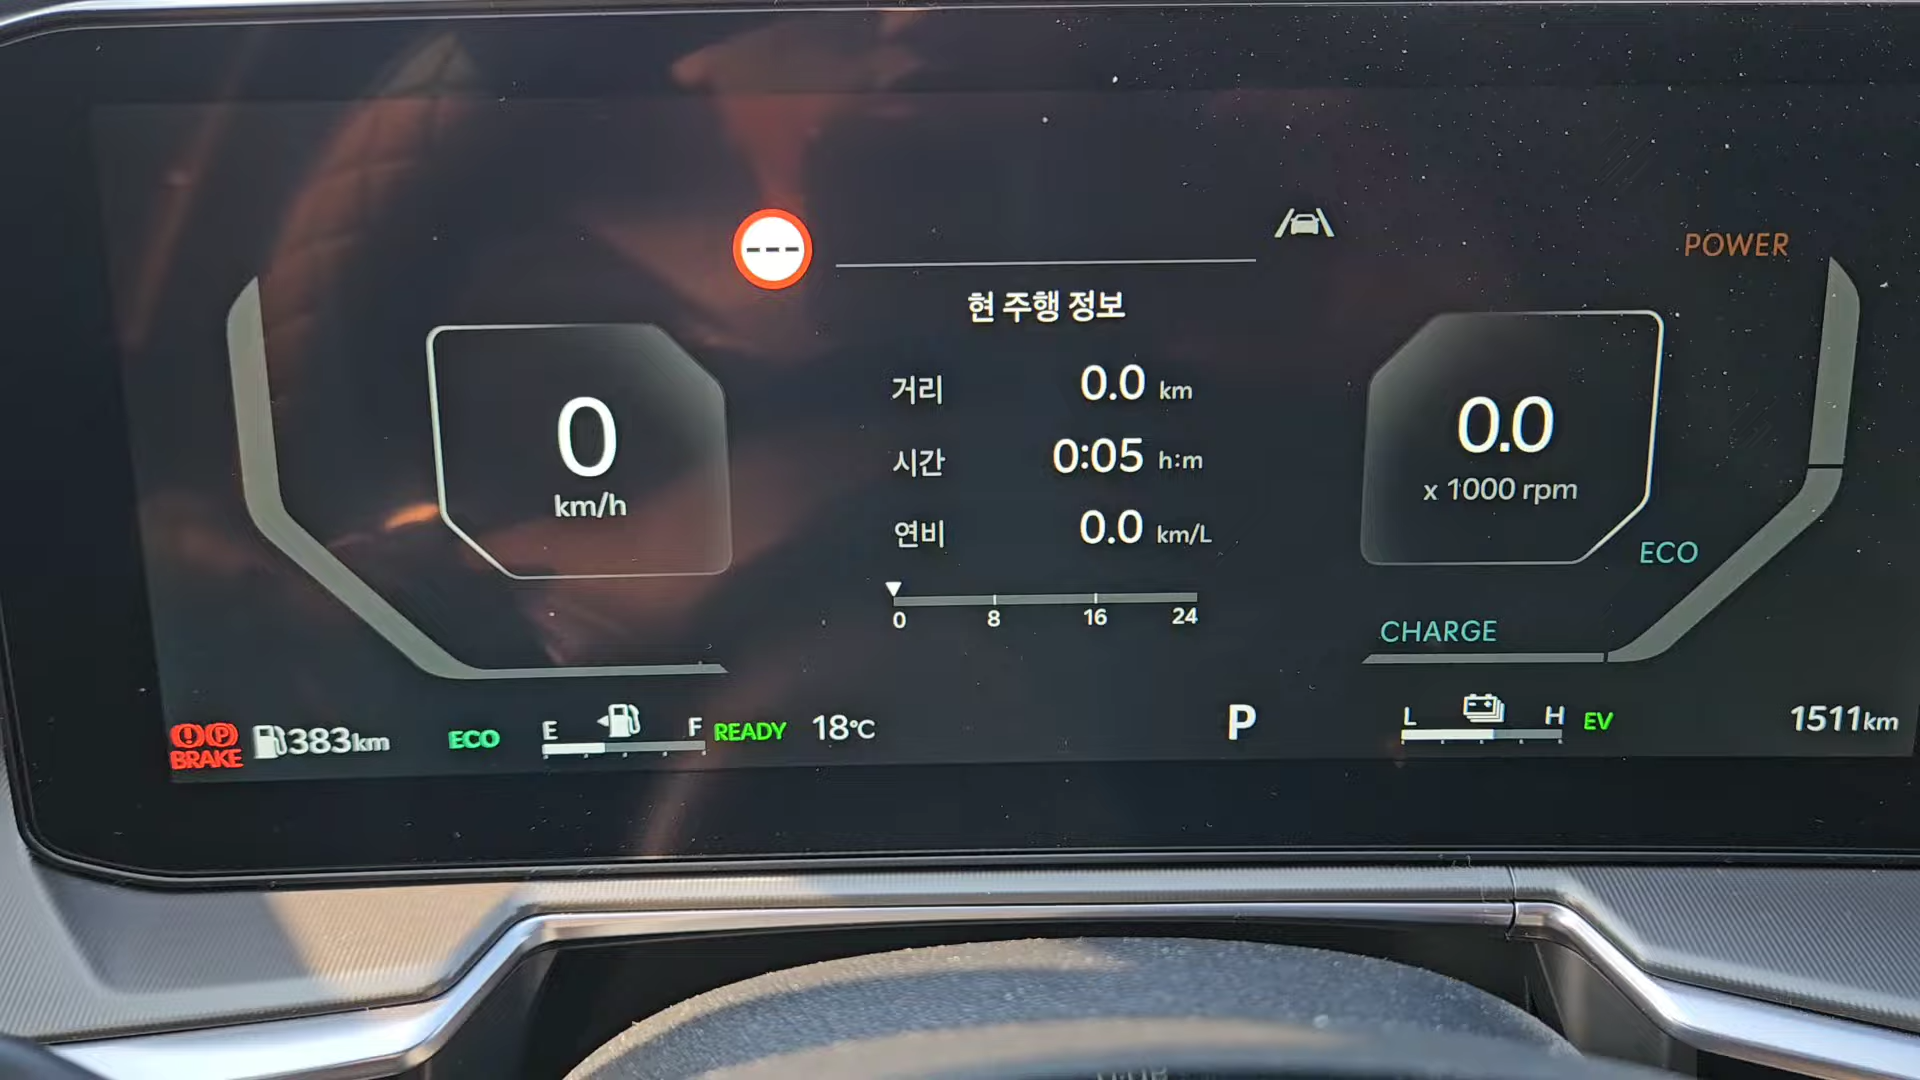 ---
POWER
현 주행 정보
거리 0.0 km
시간 0:05 h:m
연비 0.0 km/L
0 8 16 24
0
km/h
0.0
x 1000 rpm
ECO
CHARGE
BRAKE
383km
ECO
E F
READY
18°C
P
L H
EV
1511km